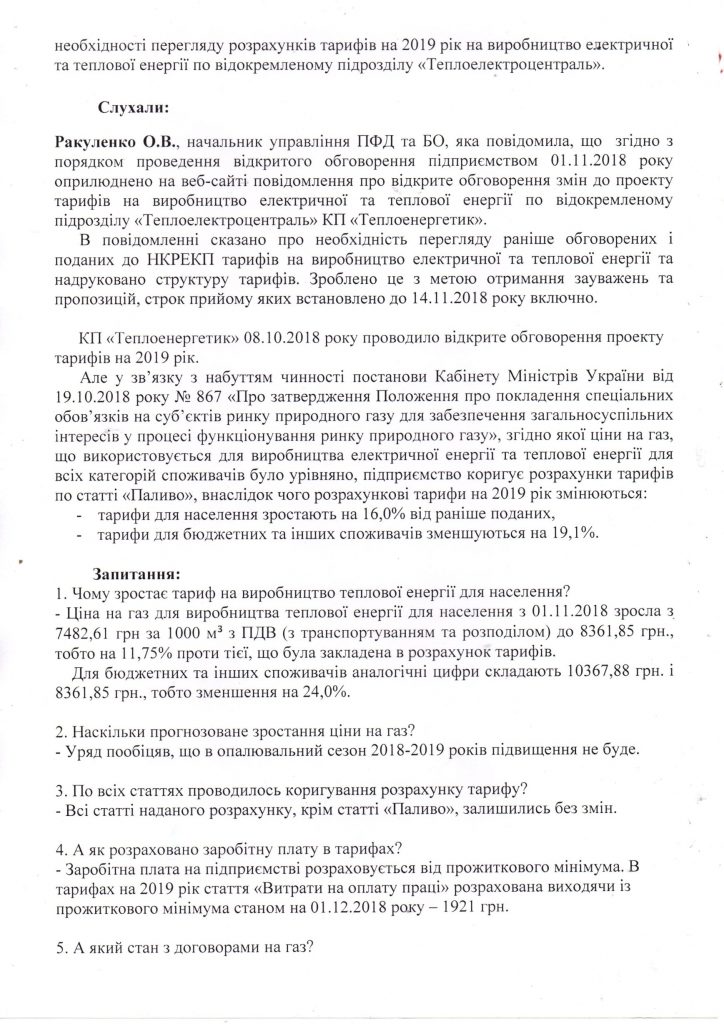 необхідності перегляду розрахунків тарифів на 2019 рік на виробництво електричної
та теплової енергії по відокремленому підрозділу «Теплоелектроцентраль».
Слухали:
Ракуленко О.В., начальник управління ПФД та БО, яка повідомила, що згідно з
порядком проведення відкритого обговорення підприємством 01.11.2018 року
оприлюднено на веб-сайті повідомлення про відкрите обговорення змін до проекту
тарифів на виробництво електричної та теплової енергії по відокремленому
підрозділу «Теплоелектроцентраль» КП «Теплоенергетик».
В повідомленні сказано про необхідність перегляду раніше обговорених і
поданих до НКРЕКП тарифів на виробництво електричної та теплової енергії та
надруковано структуру тарифів. Зроблено це з метою отримання зауважень та
пропозицій, строк прийому яких встановлено до 14.11.2018 року включно.
КП «Теплоенергетик» 08.10.2018 року проводило відкрите обговорення проекту
тарифів на 2019 рік.
Але у зв’язку з набуттям чинності постанови Кабінету Міністрів України від
19.10.2018 року № 867 «Про затвердження Положення про покладення спеціальних
обов’язків на суб’єктів ринку природного газу для забезпечення загальносуспільних
інтересів у процесі функціонування ринку природного газу», згідно якої ціни на газ,
що використовується для виробництва електричної енергії та теплової енергії для
всіх категорій споживачів було урівняно, підприємство коригує розрахунки тарифів
по статті «Паливо», внаслідок чого розрахункові тарифи на 2019 рік змінюються:
- тарифи для населення зростають на 16,0% від раніше поданих,
- тарифи для бюджетних та інших споживачів зменшуються на 19,1%.
Запитання:
1. Чому зростає тариф на виробництво теплової енергії для населення?
- Ціна на газ для виробництва теплової енергії для населення з 01.11.2018 зросла з
7482,61 грн за 1000 м³ з ПДВ (з транспортуванням та розподілом) до 8361,85 грн.,
тобто на 11,75% проти тієї, що була закладена в розрахунок тарифів.
Для бюджетних та інших споживачів аналогічні цифри складають 10367,88 грн. і
8361,85 грн., тобто зменшення на 24,0%.
2. Наскільки прогнозоване зростання ціни на газ?
- Уряд пообіцяв, що в опалювальний сезон 2018-2019 років підвищення не буде.
3. По всіх статтях проводилось коригування розрахунку тарифу?
- Всі статті наданого розрахунку, крім статті «Паливо», залишились без змін.
4. А як розраховано заробітну плату в тарифах?
- Заробітна плата на підприємстві розраховується від прожиткового мінімума. В
тарифах на 2019 рік стаття «Витрати на оплату праці» розрахована виходячи із
прожиткового мінімума станом на 01.12.2018 року – 1921 грн.
5. А який стан з договорами на газ?